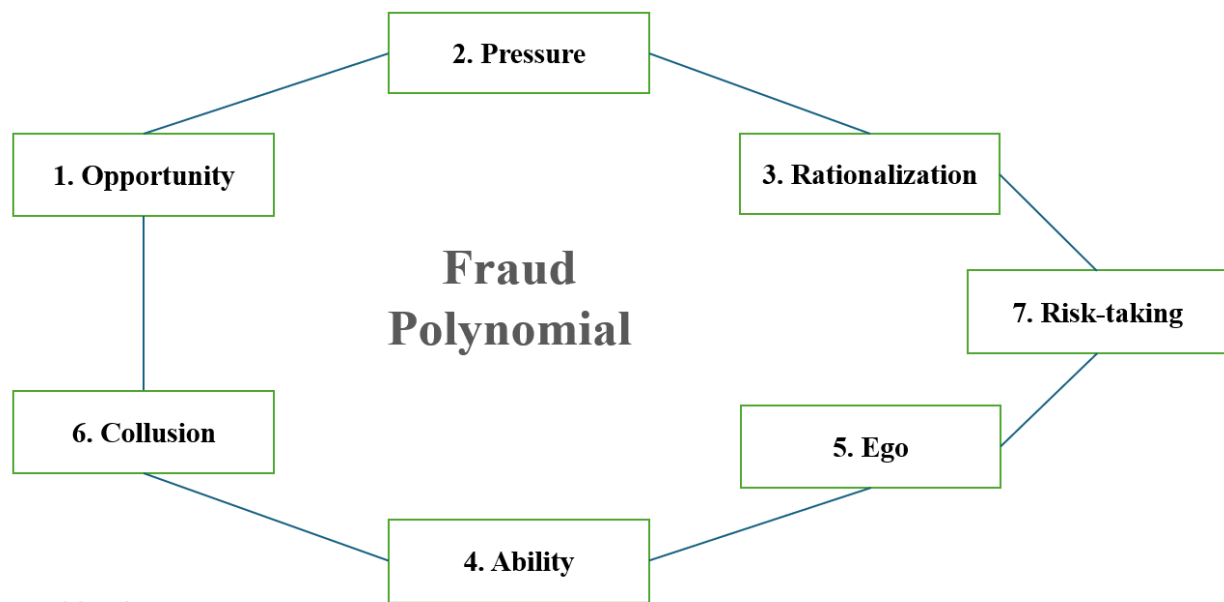 2. Pressure
1. Opportunity
3. Rationalization
Fraud
Polynomial
7. Risk-taking
6. Collusion
5. Ego
4. Ability